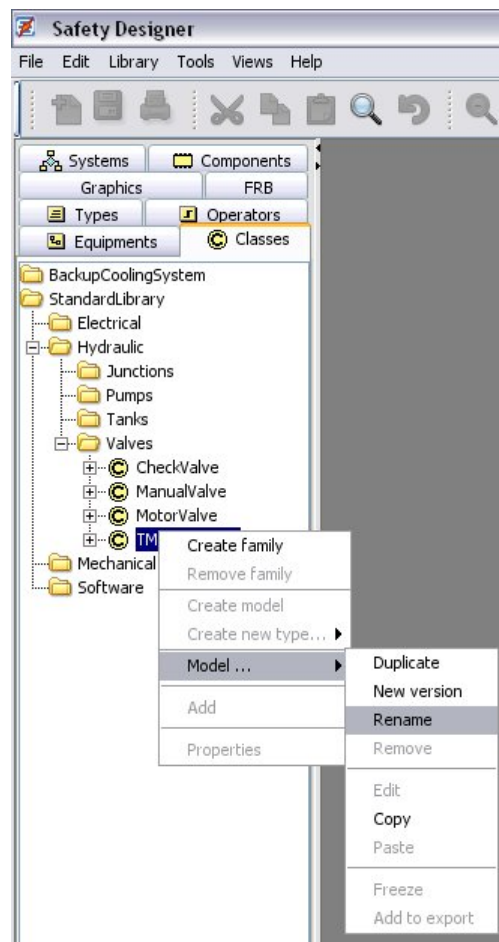 Safety Designer
File Edit Library Tools Views Help
Systems Components
Graphics FRB
Types Operators
Equipments Classes
BackupCoolingSystem
StandardLibrary
Electrical
Hydraulic
Junctions
Pumps
Tanks
Valves
CheckValve
ManualValve
MotorValve
TM
Mechanical
Software
Create family
Remove family
Create model
Create new type...
Model ...
Add
Properties
Duplicate
New version
Rename
Remove
Edit
Copy
Paste
Freeze
Add to export